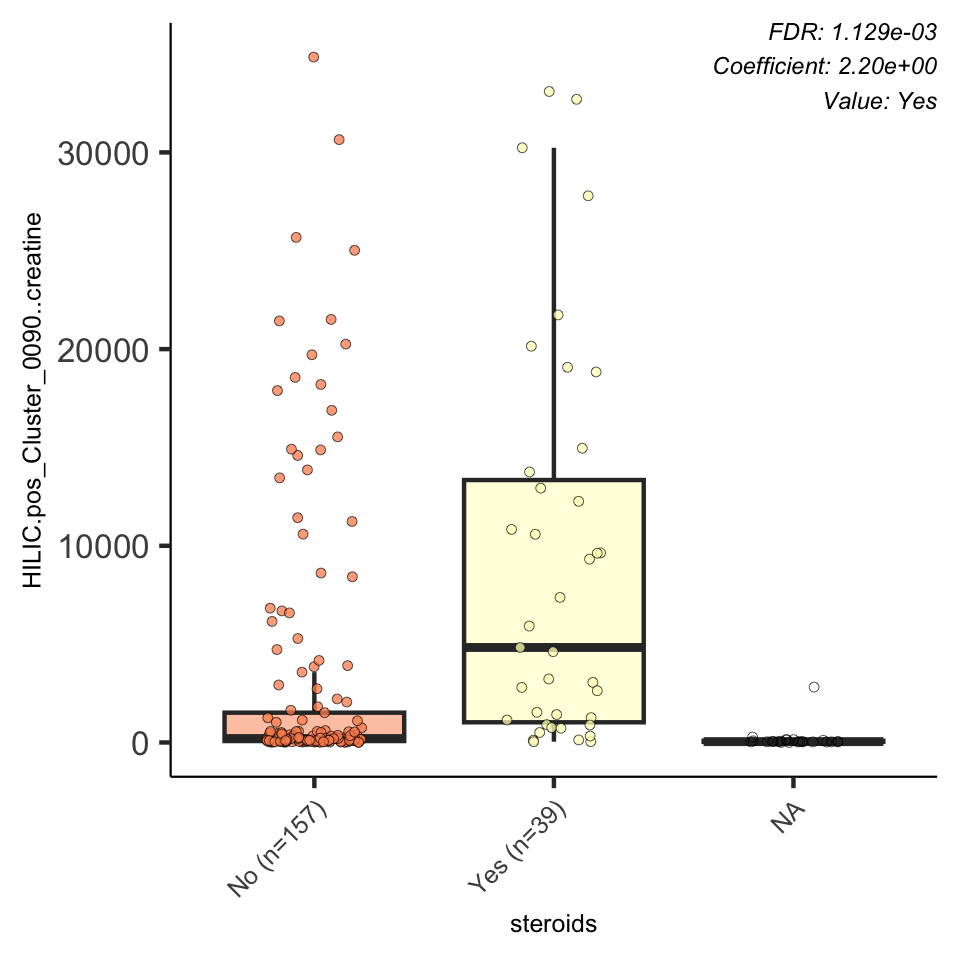 FDR: 1.129e-03
Coefficient: 2.20e+00
Value: Yes
HILIC.pos_Cluster_0090..creatine
30000
20000
10000
0
No (n=157)
Yes (n=39)
NA
steroids